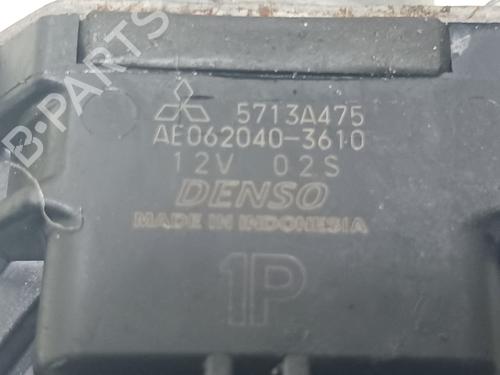 B-PARTS
5713A475
AE062040-3610
12V 02S
DENSO
MADE IN INDONESIA
1P